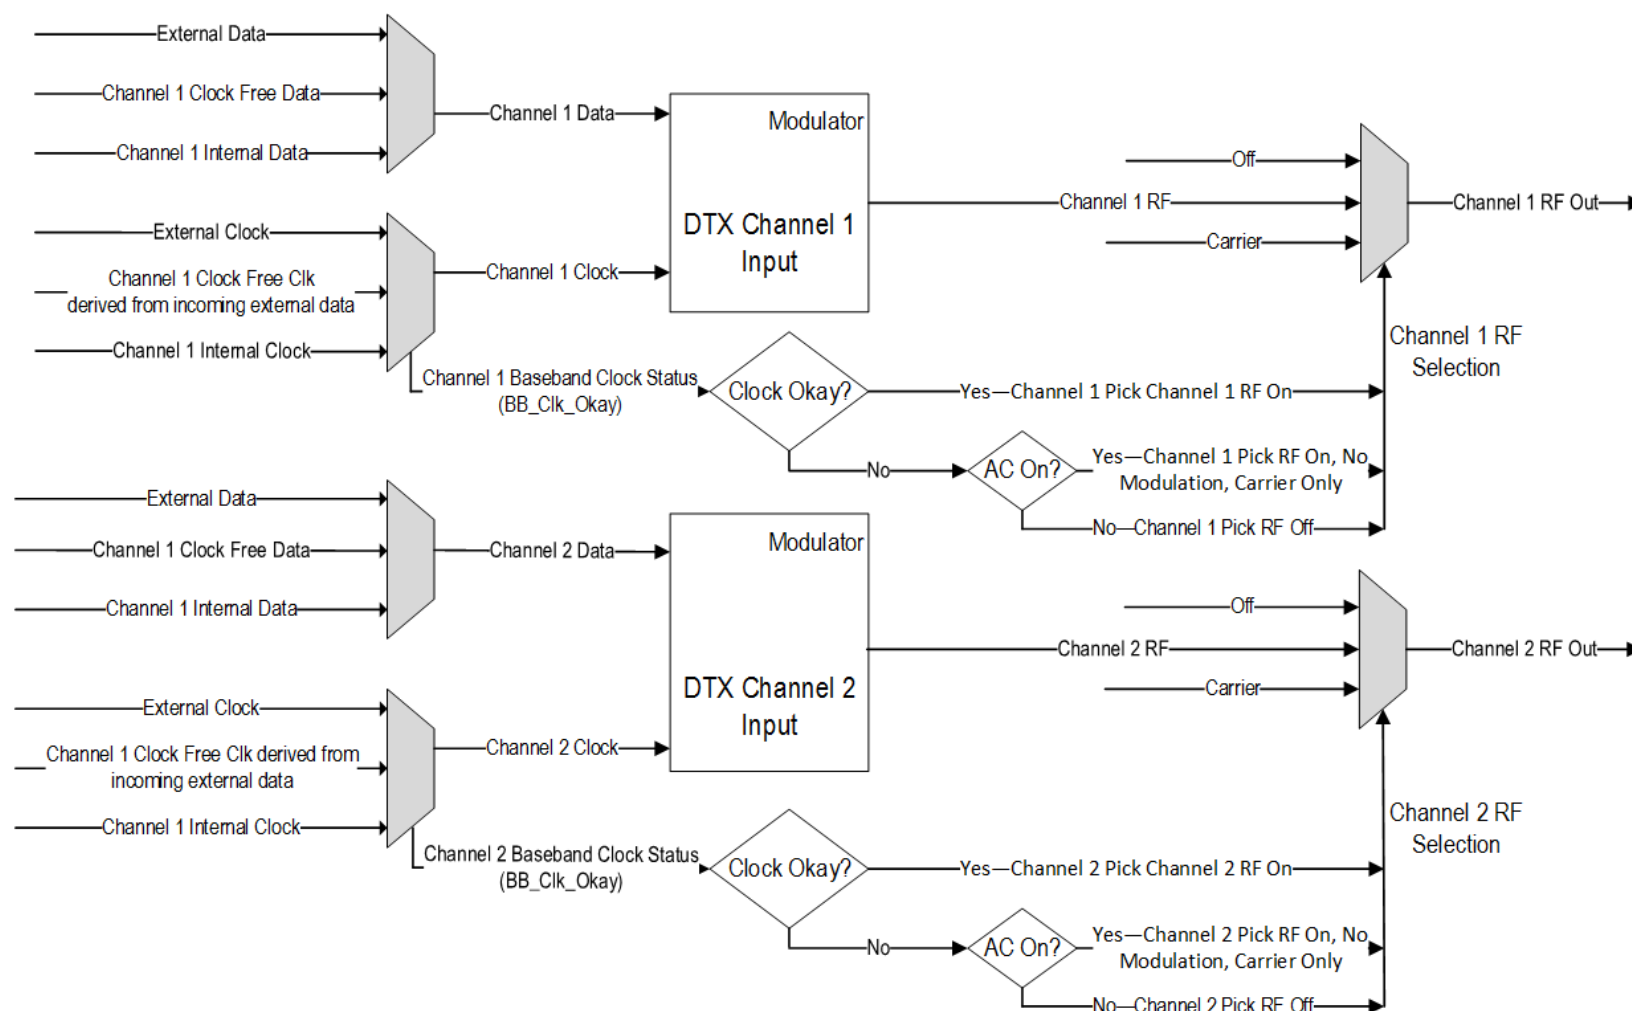 External Data
Channel 1 Clock Free Data
Channel 1 Internal Data
Channel 1 Data
Modulator
DTX Channel 1
Input
External Clock
Channel 1 Clock Free Clk
derived from incoming external data
Channel 1 Internal Clock
Channel 1 Clock
Off
Channel 1 RF
Carrier
Channel 1 RF Out
Channel 1 RF
Selection
Channel 1 Baseband Clock Status
(BB_Clk_Okay)
Clock Okay?
Yes—Channel 1 Pick Channel 1 RF On
No
AC On?
Yes—Channel 1 Pick RF On, No
Modulation, Carrier Only
No—Channel 1 Pick RF Off
External Data
Channel 1 Clock Free Data
Channel 1 Internal Data
Channel 2 Data
Modulator
DTX Channel 2
Input
External Clock
Channel 1 Clock Free Clk derived from
incoming external data
Channel 1 Internal Clock
Channel 2 Clock
Off
Channel 2 RF
Carrier
Channel 2 RF Out
Channel 2 RF
Selection
Channel 2 Baseband Clock Status
(BB_Clk_Okay)
Clock Okay?
Yes—Channel 2 Pick Channel 2 RF On
No
AC On?
Yes—Channel 2 Pick RF On, No
Modulation, Carrier Only
No—Channel 2 Pick RF Off